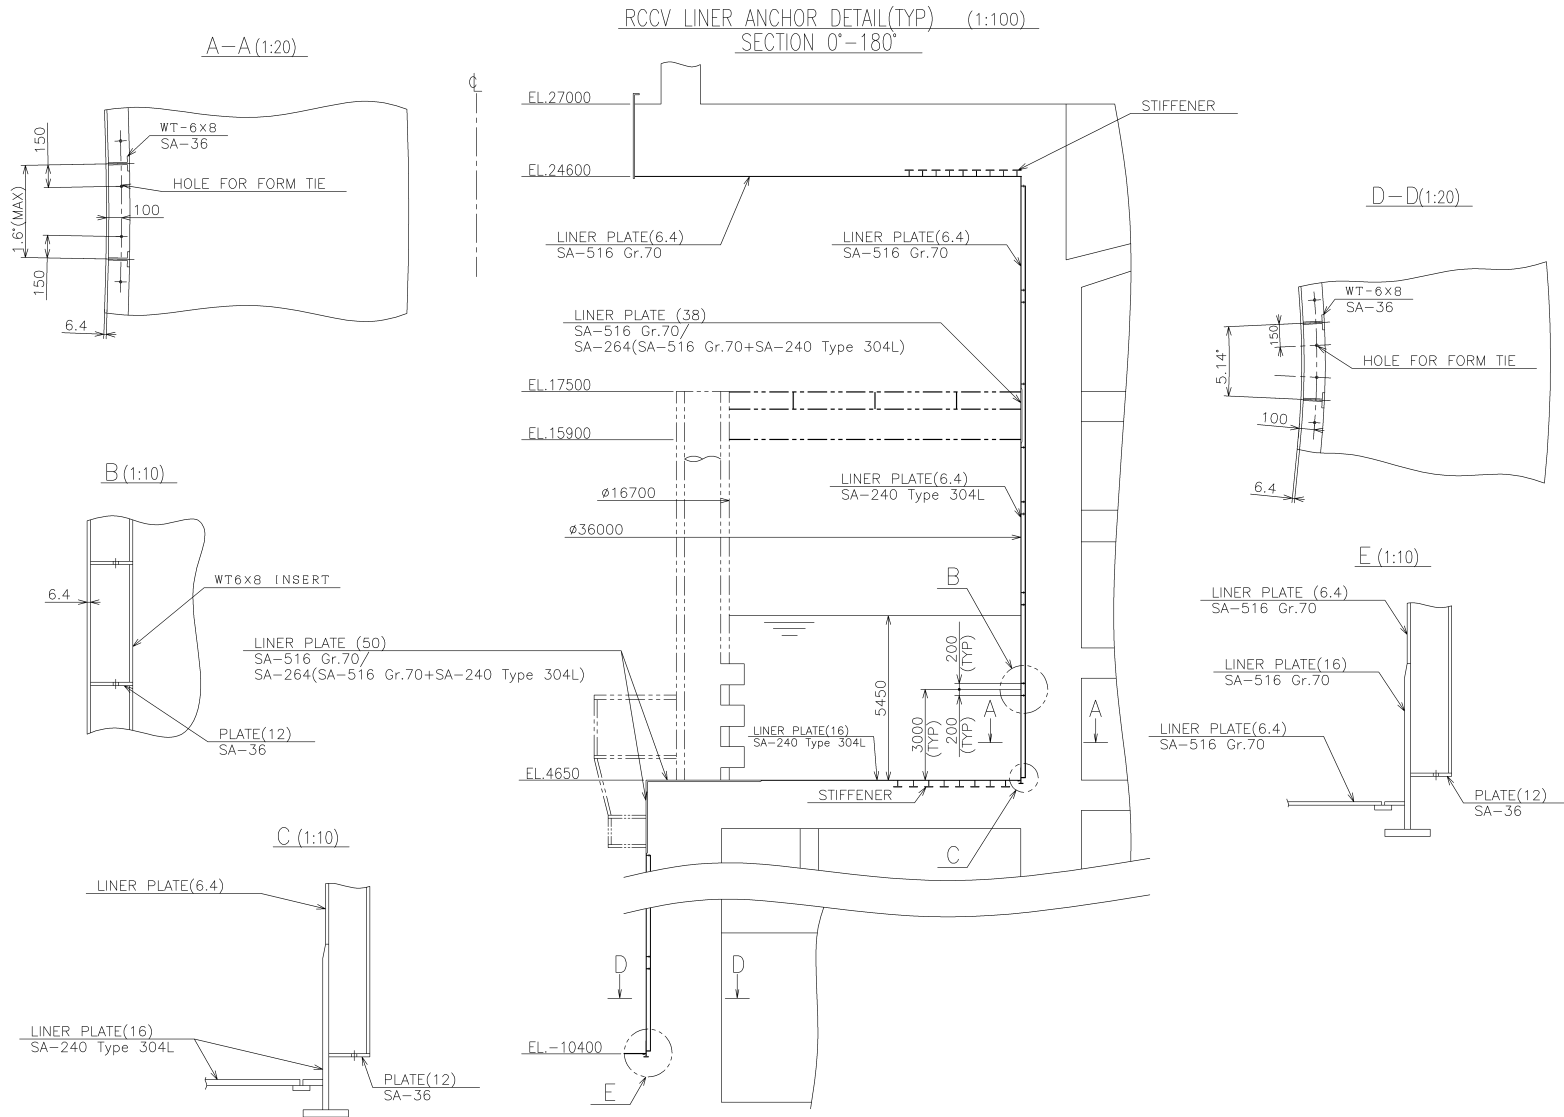 RCCV LINER ANCHOR DETAIL(TYP) (1:100)
SECTION 0°-180°
A-A(1:20)
150
WT-6×8
SA-36
HOLE FOR FORM TIE
1.6°(MAX)
100
150
6.4
℄
EL.27000
STIFFENER
EL.24600
LINER PLATE(6.4)
SA-516 Gr.70
LINER PLATE(6.4)
SA-516 Gr.70
LINER PLATE (38)
SA-516 Gr.70/
SA-264(SA-516 Gr.70+SA-240 Type 304L)
EL.17500
EL.15900
LINER PLATE(6.4)
SA-240 Type 304L
ø16700
ø36000
B
200
(TYP)
5450
3000
(TYP)
200
(TYP)
A
A
LINER PLATE(16)
SA-240 Type 304L
EL.4650
STIFFENER
C
D
D
EL.-10400
E
D-D(1:20)
WT-6×8
SA-36
150
HOLE FOR FORM TIE
5.14°
100
6.4
B (1:10)
WT6×8 INSERT
6.4
LINER PLATE (50)
SA-516 Gr.70/
SA-264(SA-516 Gr.70+SA-240 Type 304L)
PLATE(12)
SA-36
E (1:10)
LINER PLATE (6.4)
SA-516 Gr.70
LINER PLATE(16)
SA-516 Gr.70
LINER PLATE(6.4)
SA-516 Gr.70
PLATE(12)
SA-36
C (1:10)
LINER PLATE(6.4)
LINER PLATE(16)
SA-240 Type 304L
PLATE(12)
SA-36